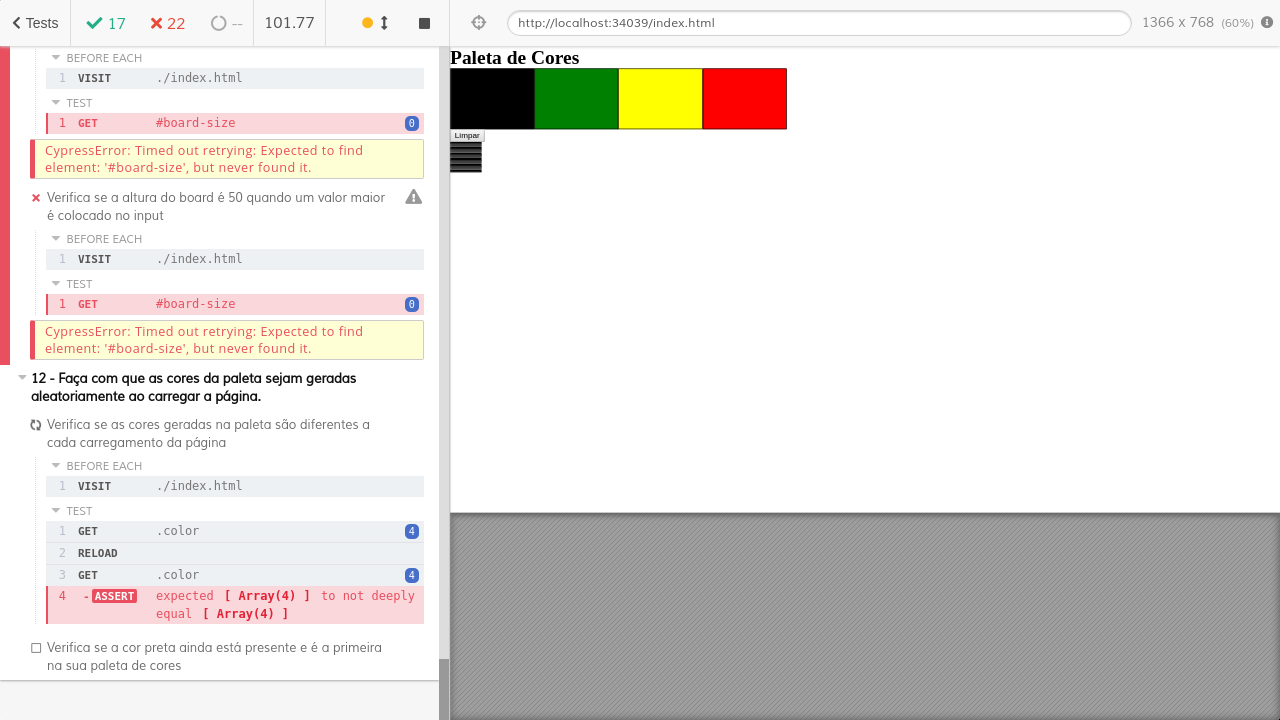 Tests 17 22 -- 101.77
http://localhost:34039/index.html 1366 x 768 (60%)
BEFORE EACH
1 VISIT ./index.html
TEST
1 GET #board-size 0
CypressError: Timed out retrying: Expected to find
element: '#board-size', but never found it.
Verifica se a altura do board é 50 quando um valor maior
é colocado no input
BEFORE EACH
1 VISIT ./index.html
TEST
1 GET #board-size 0
CypressError: Timed out retrying: Expected to find
element: '#board-size', but never found it.
12 - Faça com que as cores da paleta sejam geradas
aleatoriamente ao carregar a página.
Verifica se as cores geradas na paleta são diferentes a
cada carregamento da página
BEFORE EACH
1 VISIT ./index.html
TEST
1 GET .color 4
2 RELOAD
3 GET .color 4
4 -ASSERT expected [ Array(4) ] to not deeply
equal [ Array(4) ]
Verifica se a cor preta ainda está presente e é a primeira
na sua paleta de cores
Paleta de Cores
Limpar